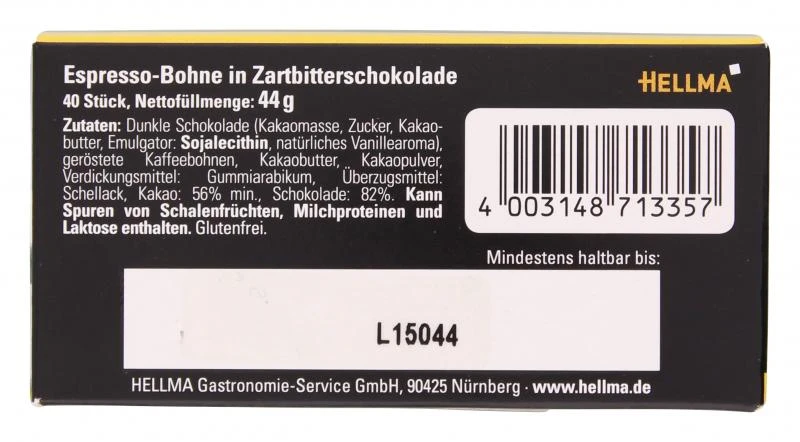 Espresso-Bohne in Zartbitterschokolade
40 Stück, Nettofüllmenge: 44 g
HELLMA
Zutaten: Dunkle Schokolade (Kakaomasse, Zucker, Kakao-
butter, Emulgator: Sojalecithin, natürliches Vanillearoma),
geröstete Kaffeebohnen, Kakaobutter, Kakaopulver,
Verdickungsmittel: Gummiarabikum, Überzugsmittel:
Schellack, Kakao: 56% min., Schokolade: 82%. Kann
Spuren von Schalenfrüchten, Milchproteinen und
Laktose enthalten. Glutenfrei.
4 003148 713357
Mindestens haltbar bis:
L15044
HELLMA Gastronomie-Service GmbH, 90425 Nürnberg · www.hellma.de